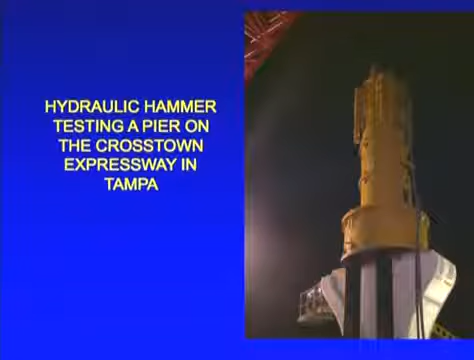 HYDRAULIC HAMMER
TESTING A PIER ON
THE CROSSTOWN
EXPRESSWAY IN
TAMPA